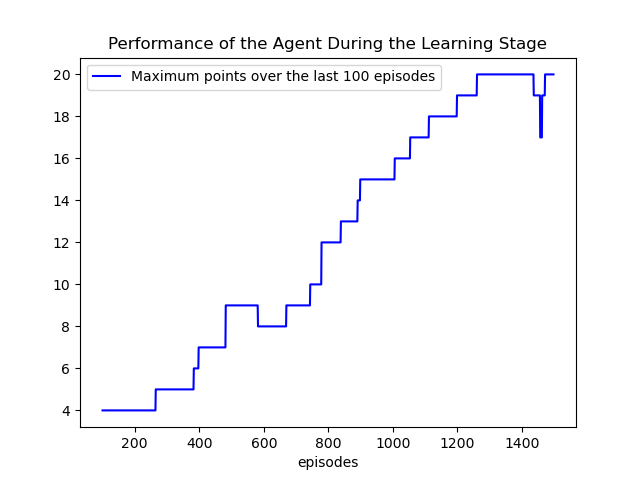 Performance of the Agent During the Learning Stage
Maximum points over the last 100 episodes
20
18
16
14
12
10
8
6
4
200 400 600 800 1000 1200 1400
episodes